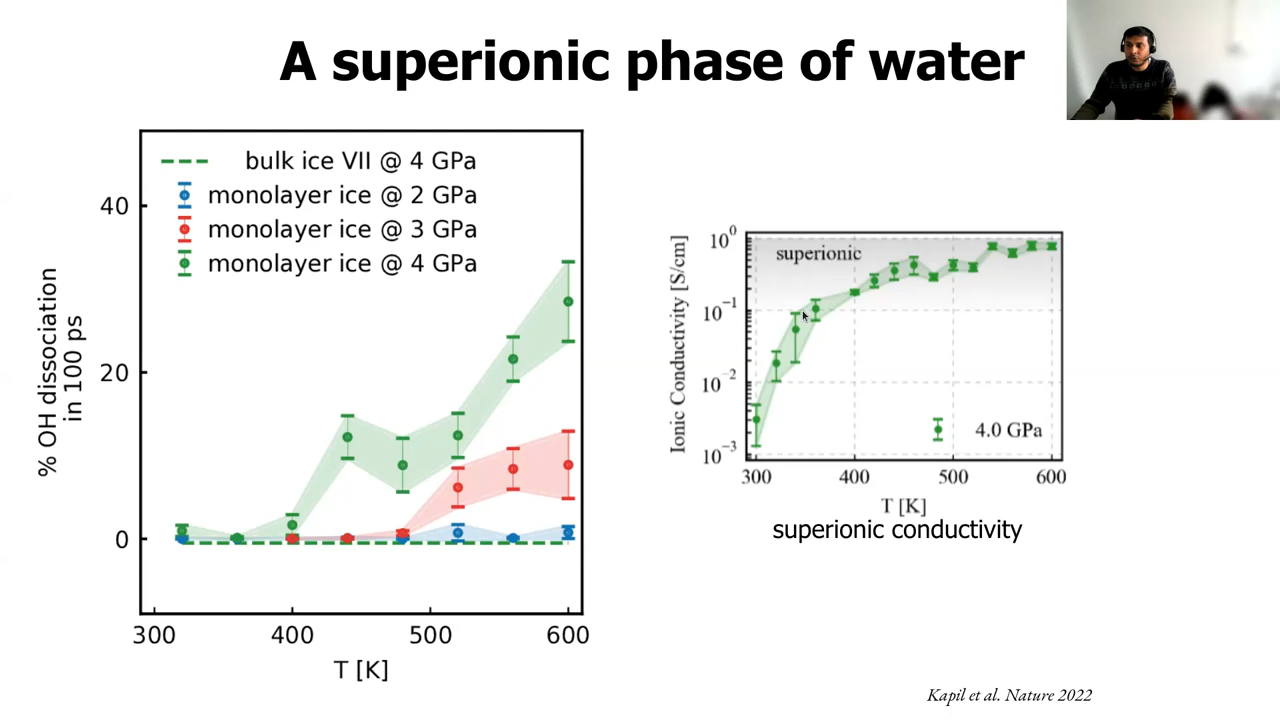 A superionic phase of water
bulk ice VII @ 4 GPa
monolayer ice @ 2 GPa
monolayer ice @ 3 GPa
monolayer ice @ 4 GPa
% OH dissociation
in 100 ps
40
20
0
300 400 500 600
T [K]
superionic
Ionic Conductivity [S/cm]
10⁰
10⁻¹
10⁻²
10⁻³
4.0 GPa
300 400 500 600
T [K]
superionic conductivity
Kapil et al. Nature 2022